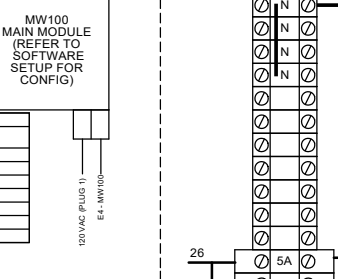 MW100
MAIN MODULE
(REFER TO
SOFTWARE
SETUP FOR
CONFIG)
120 VAC (PLUG 1)
E4 - MW100
N
N
N
N
26
5A